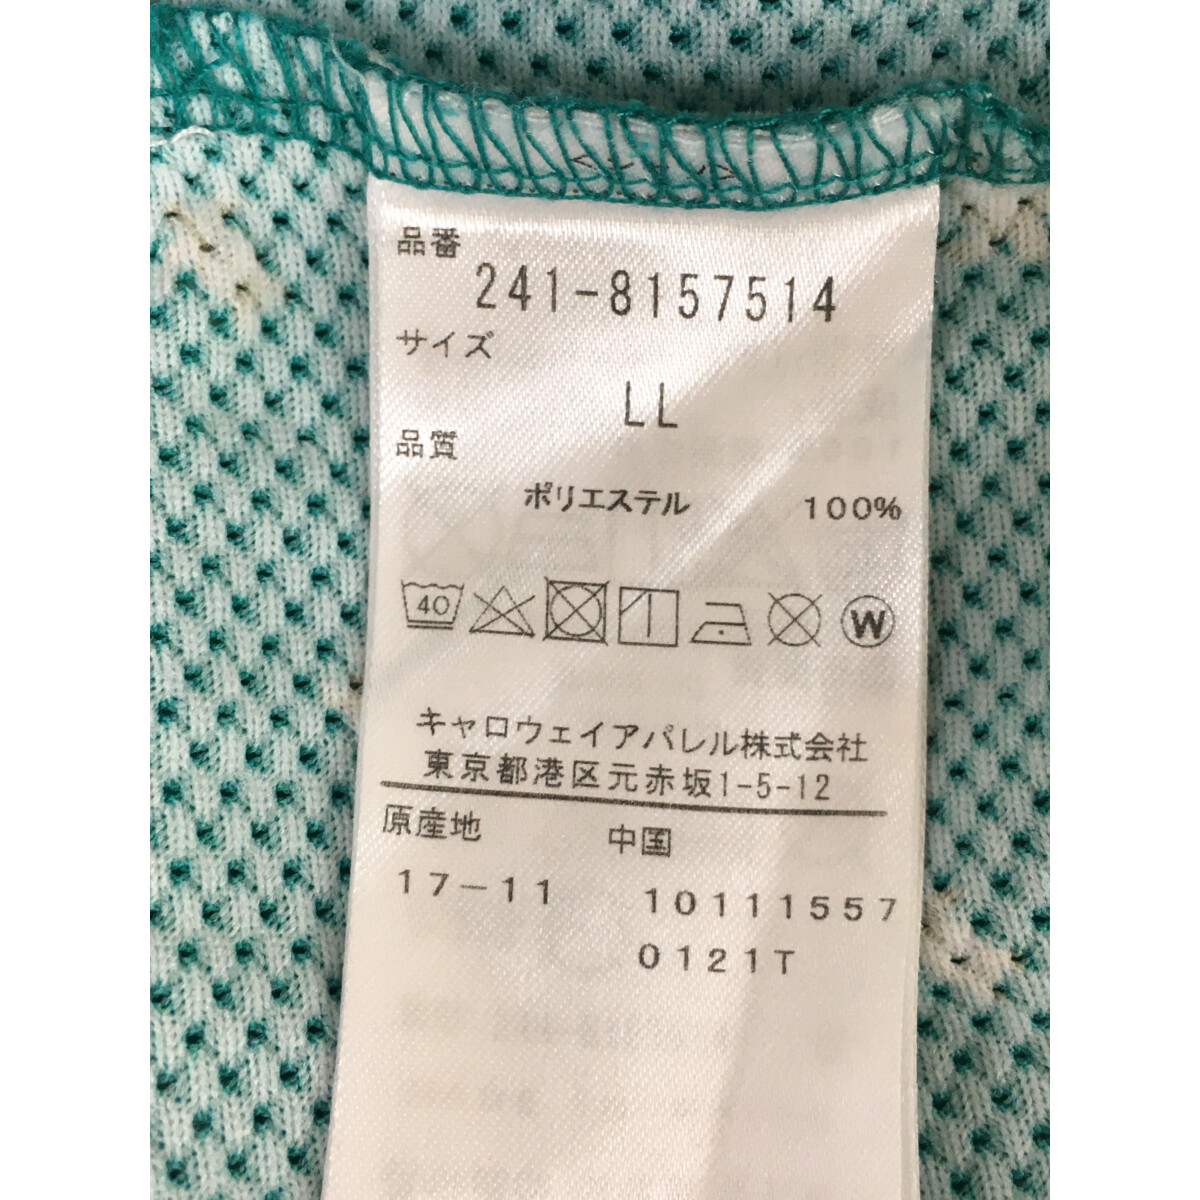 品番
241-8157514
サイズ
LL
品質
ポリエステル 100%
40 W
キャロウェイアパレル株式会社
東京都港区元赤坂1-5-12
原産地 中国
17-11 10111557
0121T